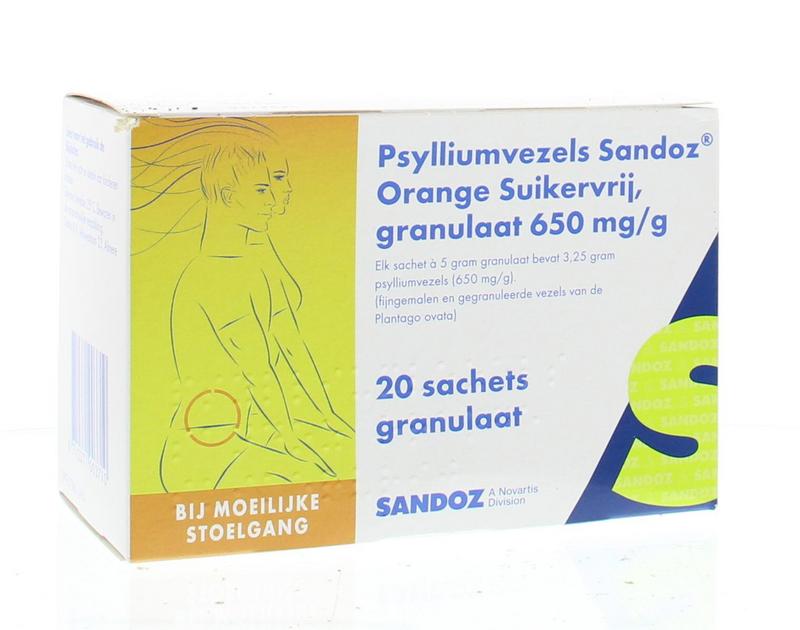 Psylliumvezels Sandoz®
Orange Suikervrij,
granulaat 650 mg/g
Elk sachet à 5 gram granulaat bevat 3,25 gram
psylliumvezels (650 mg/g).
(fijngemalen en gegranuleerde vezels van de
Plantago ovata)
20 sachets
granulaat
SANDOZ A Novartis
Division
BIJ MOEILIJKE
STOELGANG